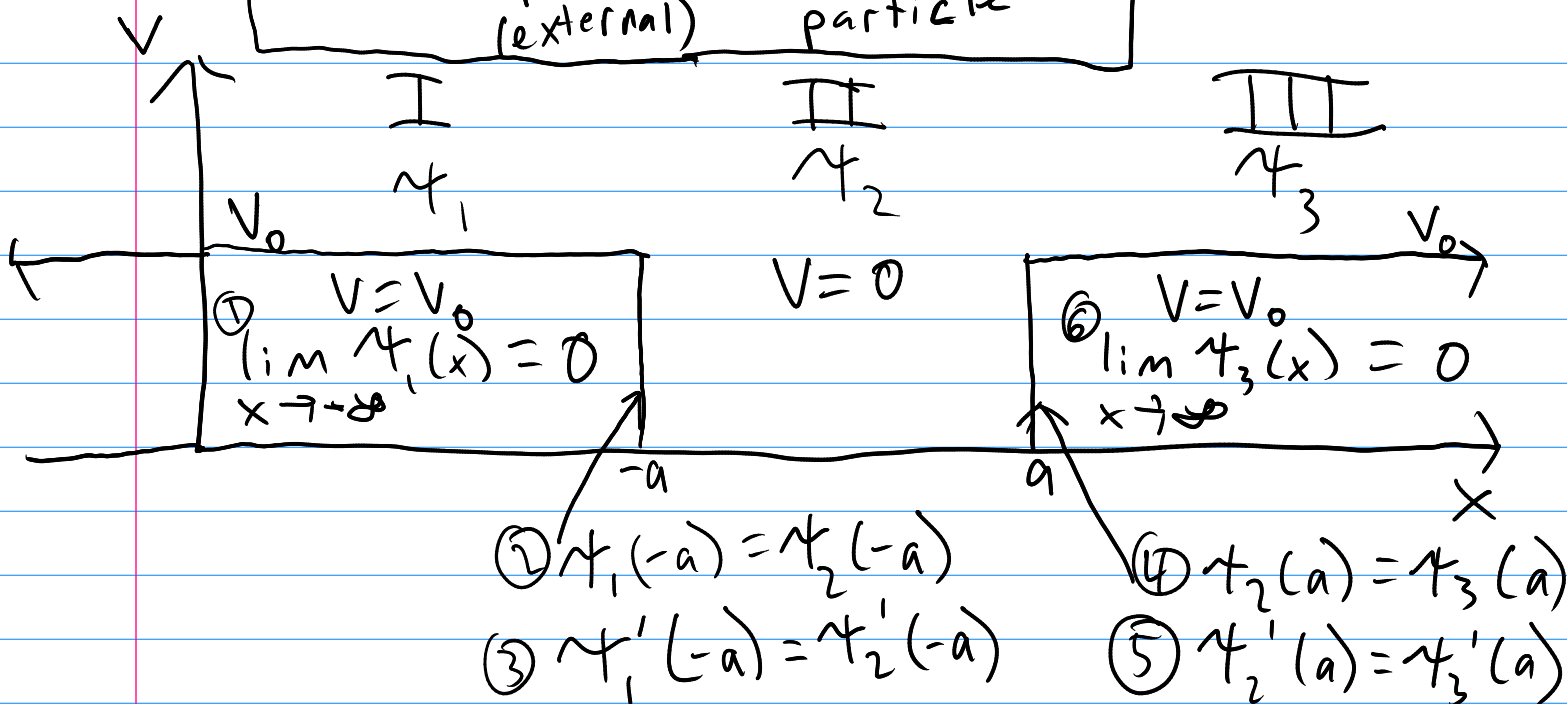 (external) particle
V
I II III
ψ₁ ψ₂ ψ₃
V₀ V₀
V=V₀ V=0 V=V₀
① lim ψ₁(x) = 0 ⑥ lim ψ₃(x) = 0
x→-∞ x→∞
-a a
x
② ψ₁(-a) = ψ₂(-a) ④ ψ₂(a) = ψ₃(a)
③ ψ₁'(-a) = ψ₂'(-a) ⑤ ψ₂'(a) = ψ₃'(a)